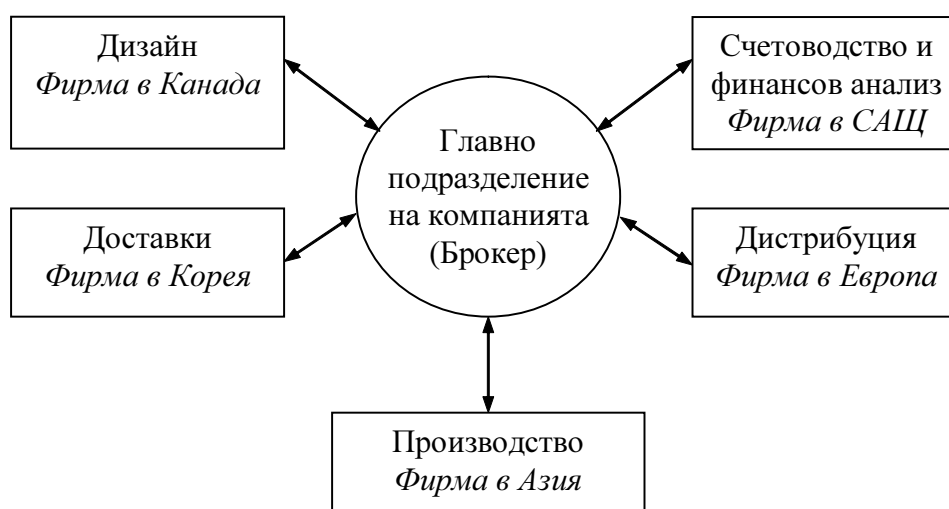 Дизайн
Фирма в Канада
Счетоводство и
финансов анализ
Фирма в САЩ
Главно
подразделение
на компанията
(Брокер)
Доставки
Фирма в Корея
Дистрибуция
Фирма в Европа
Производство
Фирма в Азия